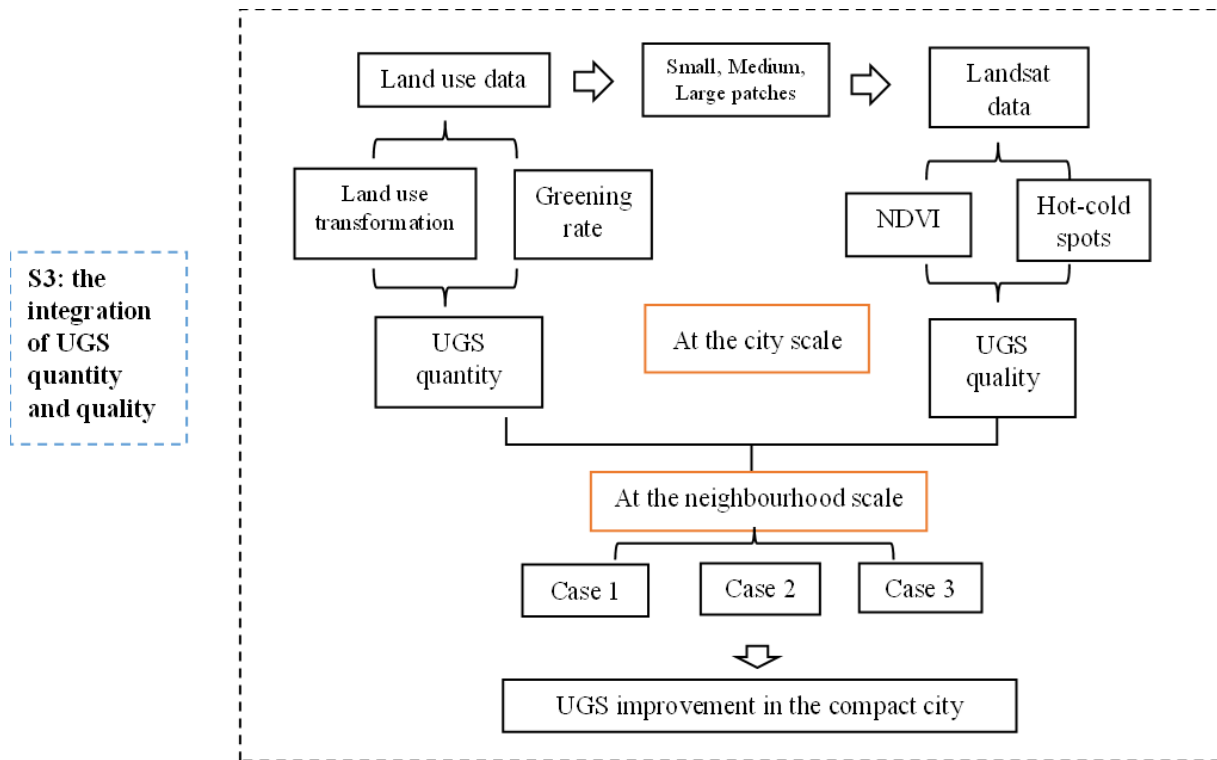 S3: the
integration
of UGS
quantity
and quality
Land use data
Small, Medium,
Large patches
Landsat
data
Land use
transformation
Greening
rate
NDVI
Hot-cold
spots
UGS
quantity
At the city scale
UGS
quality
At the neighbourhood scale
Case 1
Case 2
Case 3
UGS improvement in the compact city